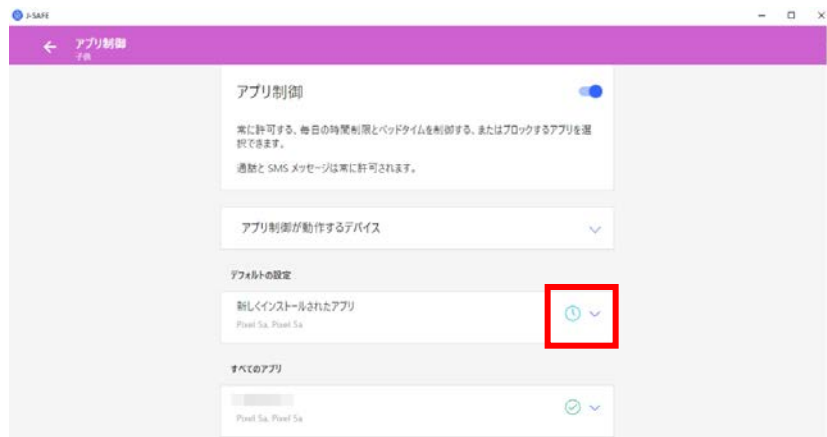 J-SAFE
アプリ制御
子供
アプリ制御
常に許可する、毎日の時間制限とベッドタイムを制御する、またはブロックするアプリを選
択できます。
通話と SMS メッセージは常に許可されます。
アプリ制御が動作するデバイス
デフォルトの設定
新しくインストールされたアプリ
Pixel 5a, Pixel 5a
すべてのアプリ
Pixel 5a, Pixel 5a